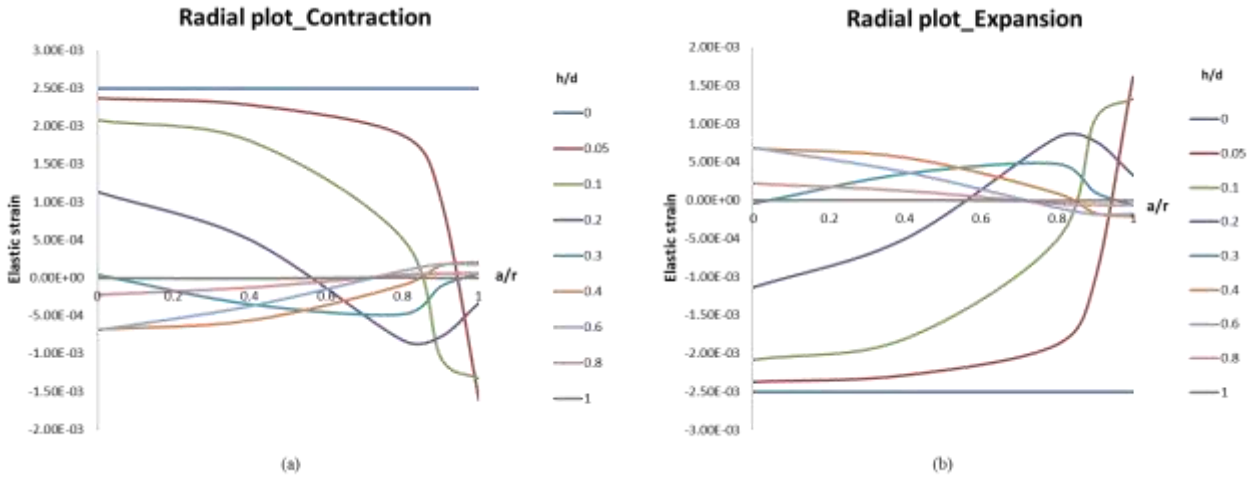 Radial plot_Contraction
3.00E-03
2.50E-03
2.00E-03
1.50E-03
1.00E-03
5.00E-04
0.00E+00
-5.00E-04
-1.00E-03
-1.50E-03
-2.00E-03
Elastic strain
0 0.2 0.4 0.6 0.8 1
a/r
h/d
0
0.05
0.1
0.2
0.3
0.4
0.6
0.8
1
(a)
Radial plot_Expansion
2.00E-03
1.50E-03
1.00E-03
5.00E-04
0.00E+00
-5.00E-04
-1.00E-03
-1.50E-03
-2.00E-03
-2.50E-03
-3.00E-03
Elastic strain
0 0.2 0.4 0.6 0.8 1
a/r
h/d
0
0.05
0.1
0.2
0.3
0.4
0.6
0.8
1
(b)